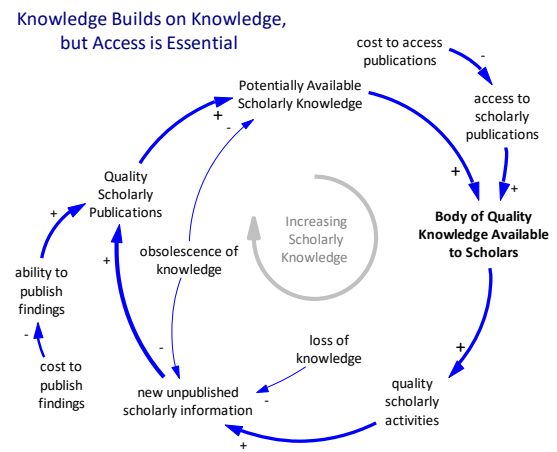 Knowledge Builds on Knowledge,
but Access is Essential
cost to access
publications
-
access to
scholarly
publications
+
Potentially Available
Scholarly Knowledge
+
-
+
Quality
Scholarly
Publications
+
Body of Quality
Knowledge Available
to Scholars
Increasing
Scholarly
Knowledge
obsolescence of
knowledge
+
ability to
publish
findings
-
cost to
publish
findings
-
loss of
knowledge
-
new unpublished
scholarly information
+
+
quality
scholarly
activities